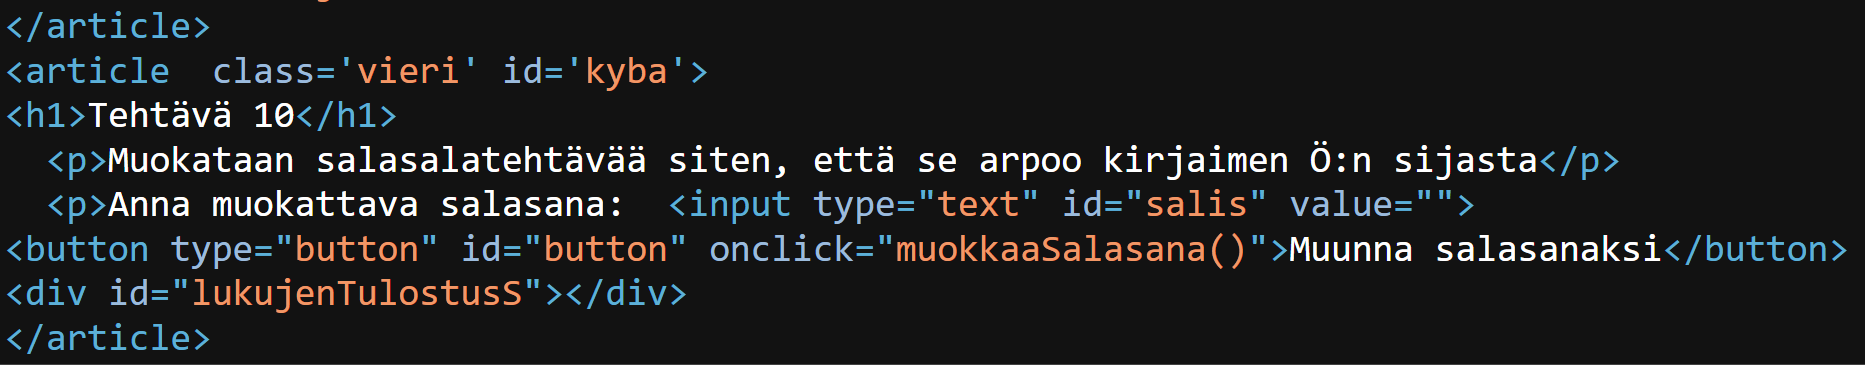 </article>
<article  class='vieri' id='kyba'>
<h1>Tehtävä 10</h1>
  <p>Muokataan salasalatehtävää siten, että se arpoo kirjaimen Ö:n sijasta</p>
  <p>Anna muokattava salasana:  <input type="text" id="salis" value="">
<button type="button" id="button" onclick="muokkaaSalasana()">Muunna salasanaksi</button>
<div id="lukujenTulostusS"></div>
</article>